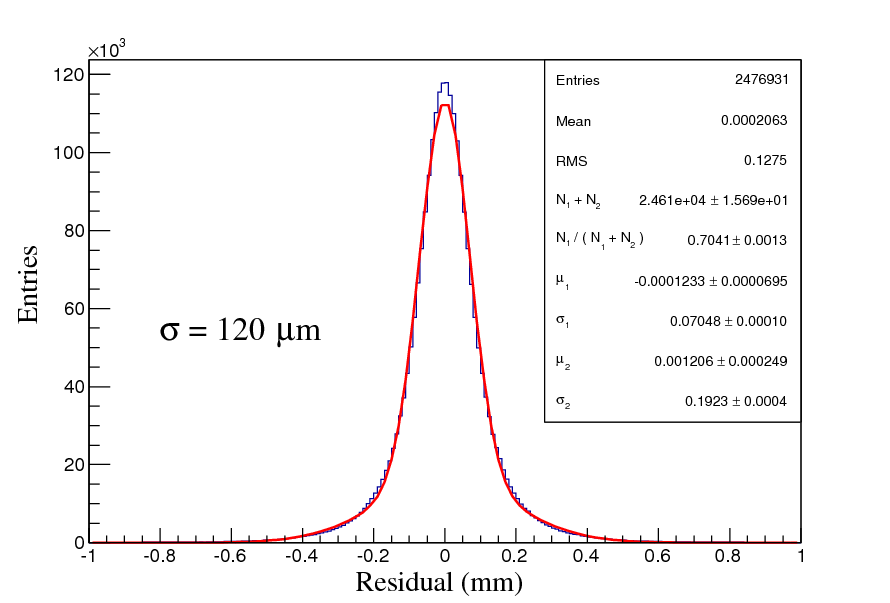 ×10³
120
100
80
60
40
20
0
Entries
σ = 120 μm
Entries 2476931
Mean 0.0002063
RMS 0.1275
N₁ + N₂ 2.461e+04 ± 1.569e+01
N₁ / ( N₁ + N₂ ) 0.7041 ± 0.0013
μ₁ -0.0001233 ± 0.0000695
σ₁ 0.07048 ± 0.00010
μ₂ 0.001206 ± 0.000249
σ₂ 0.1923 ± 0.0004
-1 -0.8 -0.6 -0.4 -0.2 0 0.2 0.4 0.6 0.8 1
Residual (mm)